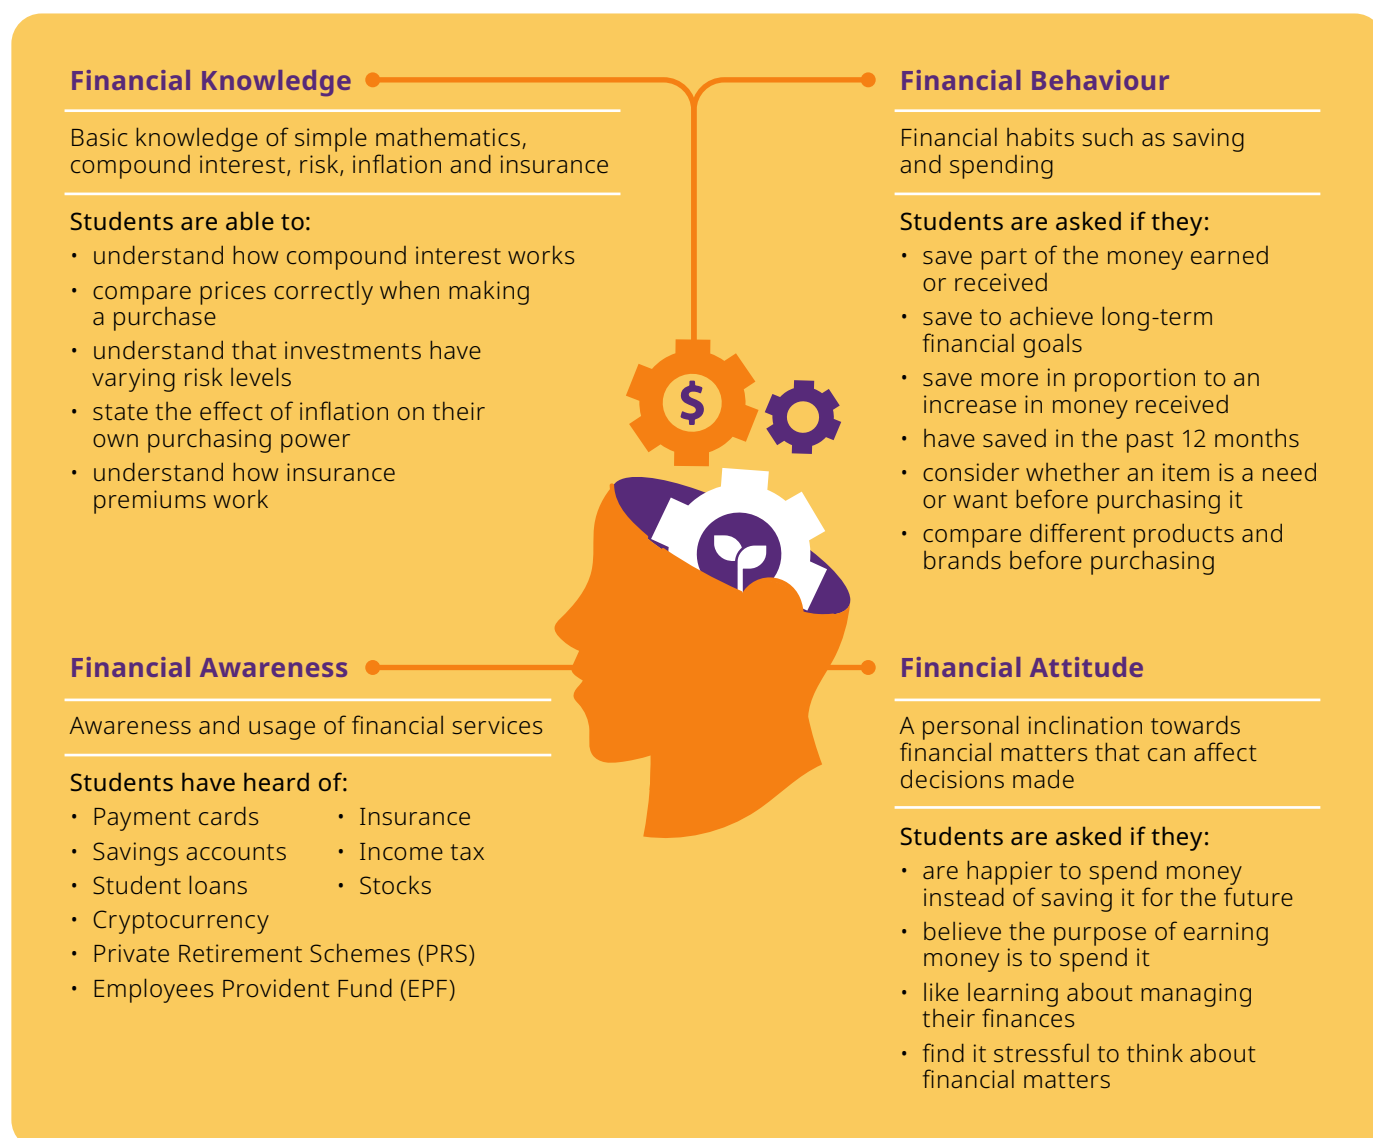 Financial Knowledge
Basic knowledge of simple mathematics,
compound interest, risk, inflation and insurance
Students are able to:
• understand how compound interest works
• compare prices correctly when making
a purchase
• understand that investments have
varying risk levels
• state the effect of inflation on their
own purchasing power
• understand how insurance
premiums work
Financial Behaviour
Financial habits such as saving
and spending
Students are asked if they:
• save part of the money earned
or received
• save to achieve long-term
financial goals
• save more in proportion to an
increase in money received
• have saved in the past 12 months
• consider whether an item is a need
or want before purchasing it
• compare different products and
brands before purchasing
$
Financial Awareness
Awareness and usage of financial services
Students have heard of:
• Payment cards
• Savings accounts
• Student loans
• Cryptocurrency
• Private Retirement Schemes (PRS)
• Employees Provident Fund (EPF)
• Insurance
• Income tax
• Stocks
Financial Attitude
A personal inclination towards
financial matters that can affect
decisions made
Students are asked if they:
• are happier to spend money
instead of saving it for the future
• believe the purpose of earning
money is to spend it
• like learning about managing
their finances
• find it stressful to think about
financial matters